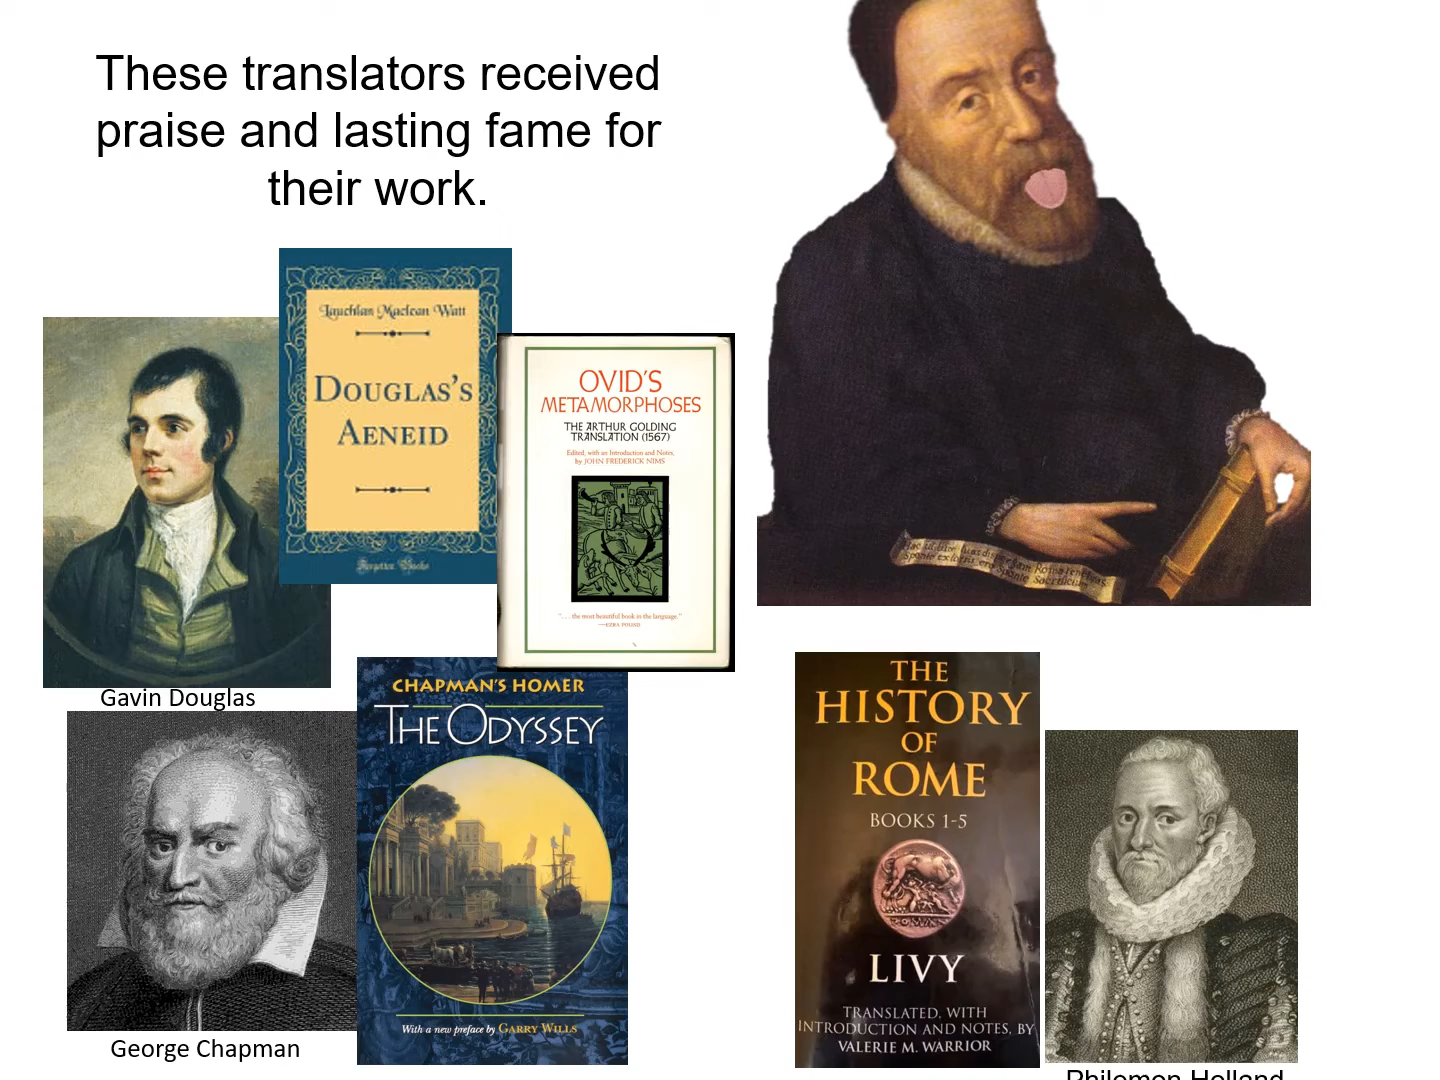 These translators received
praise and lasting fame for
their work.
Lauchlan Maclean Watt
DOUGLAS'S
AENEID
Forgotten Books
OVID'S
METAMORPHOSES
THE ARTHUR GOLDING
TRANSLATION (1567)
Edited, with an Introduction and Notes,
by JOHN FREDERICK NIMS
". . . the most beautiful book in the language."
—EZRA POUND
Gavin Douglas
CHAPMAN'S HOMER
THE ODYSSEY
With a new preface by GARRY WILLS
George Chapman
THE
HISTORY
OF
ROME
BOOKS 1-5
LIVY
TRANSLATED, WITH
INTRODUCTION AND NOTES, BY
VALERIE M. WARRIOR
Philemon Holland